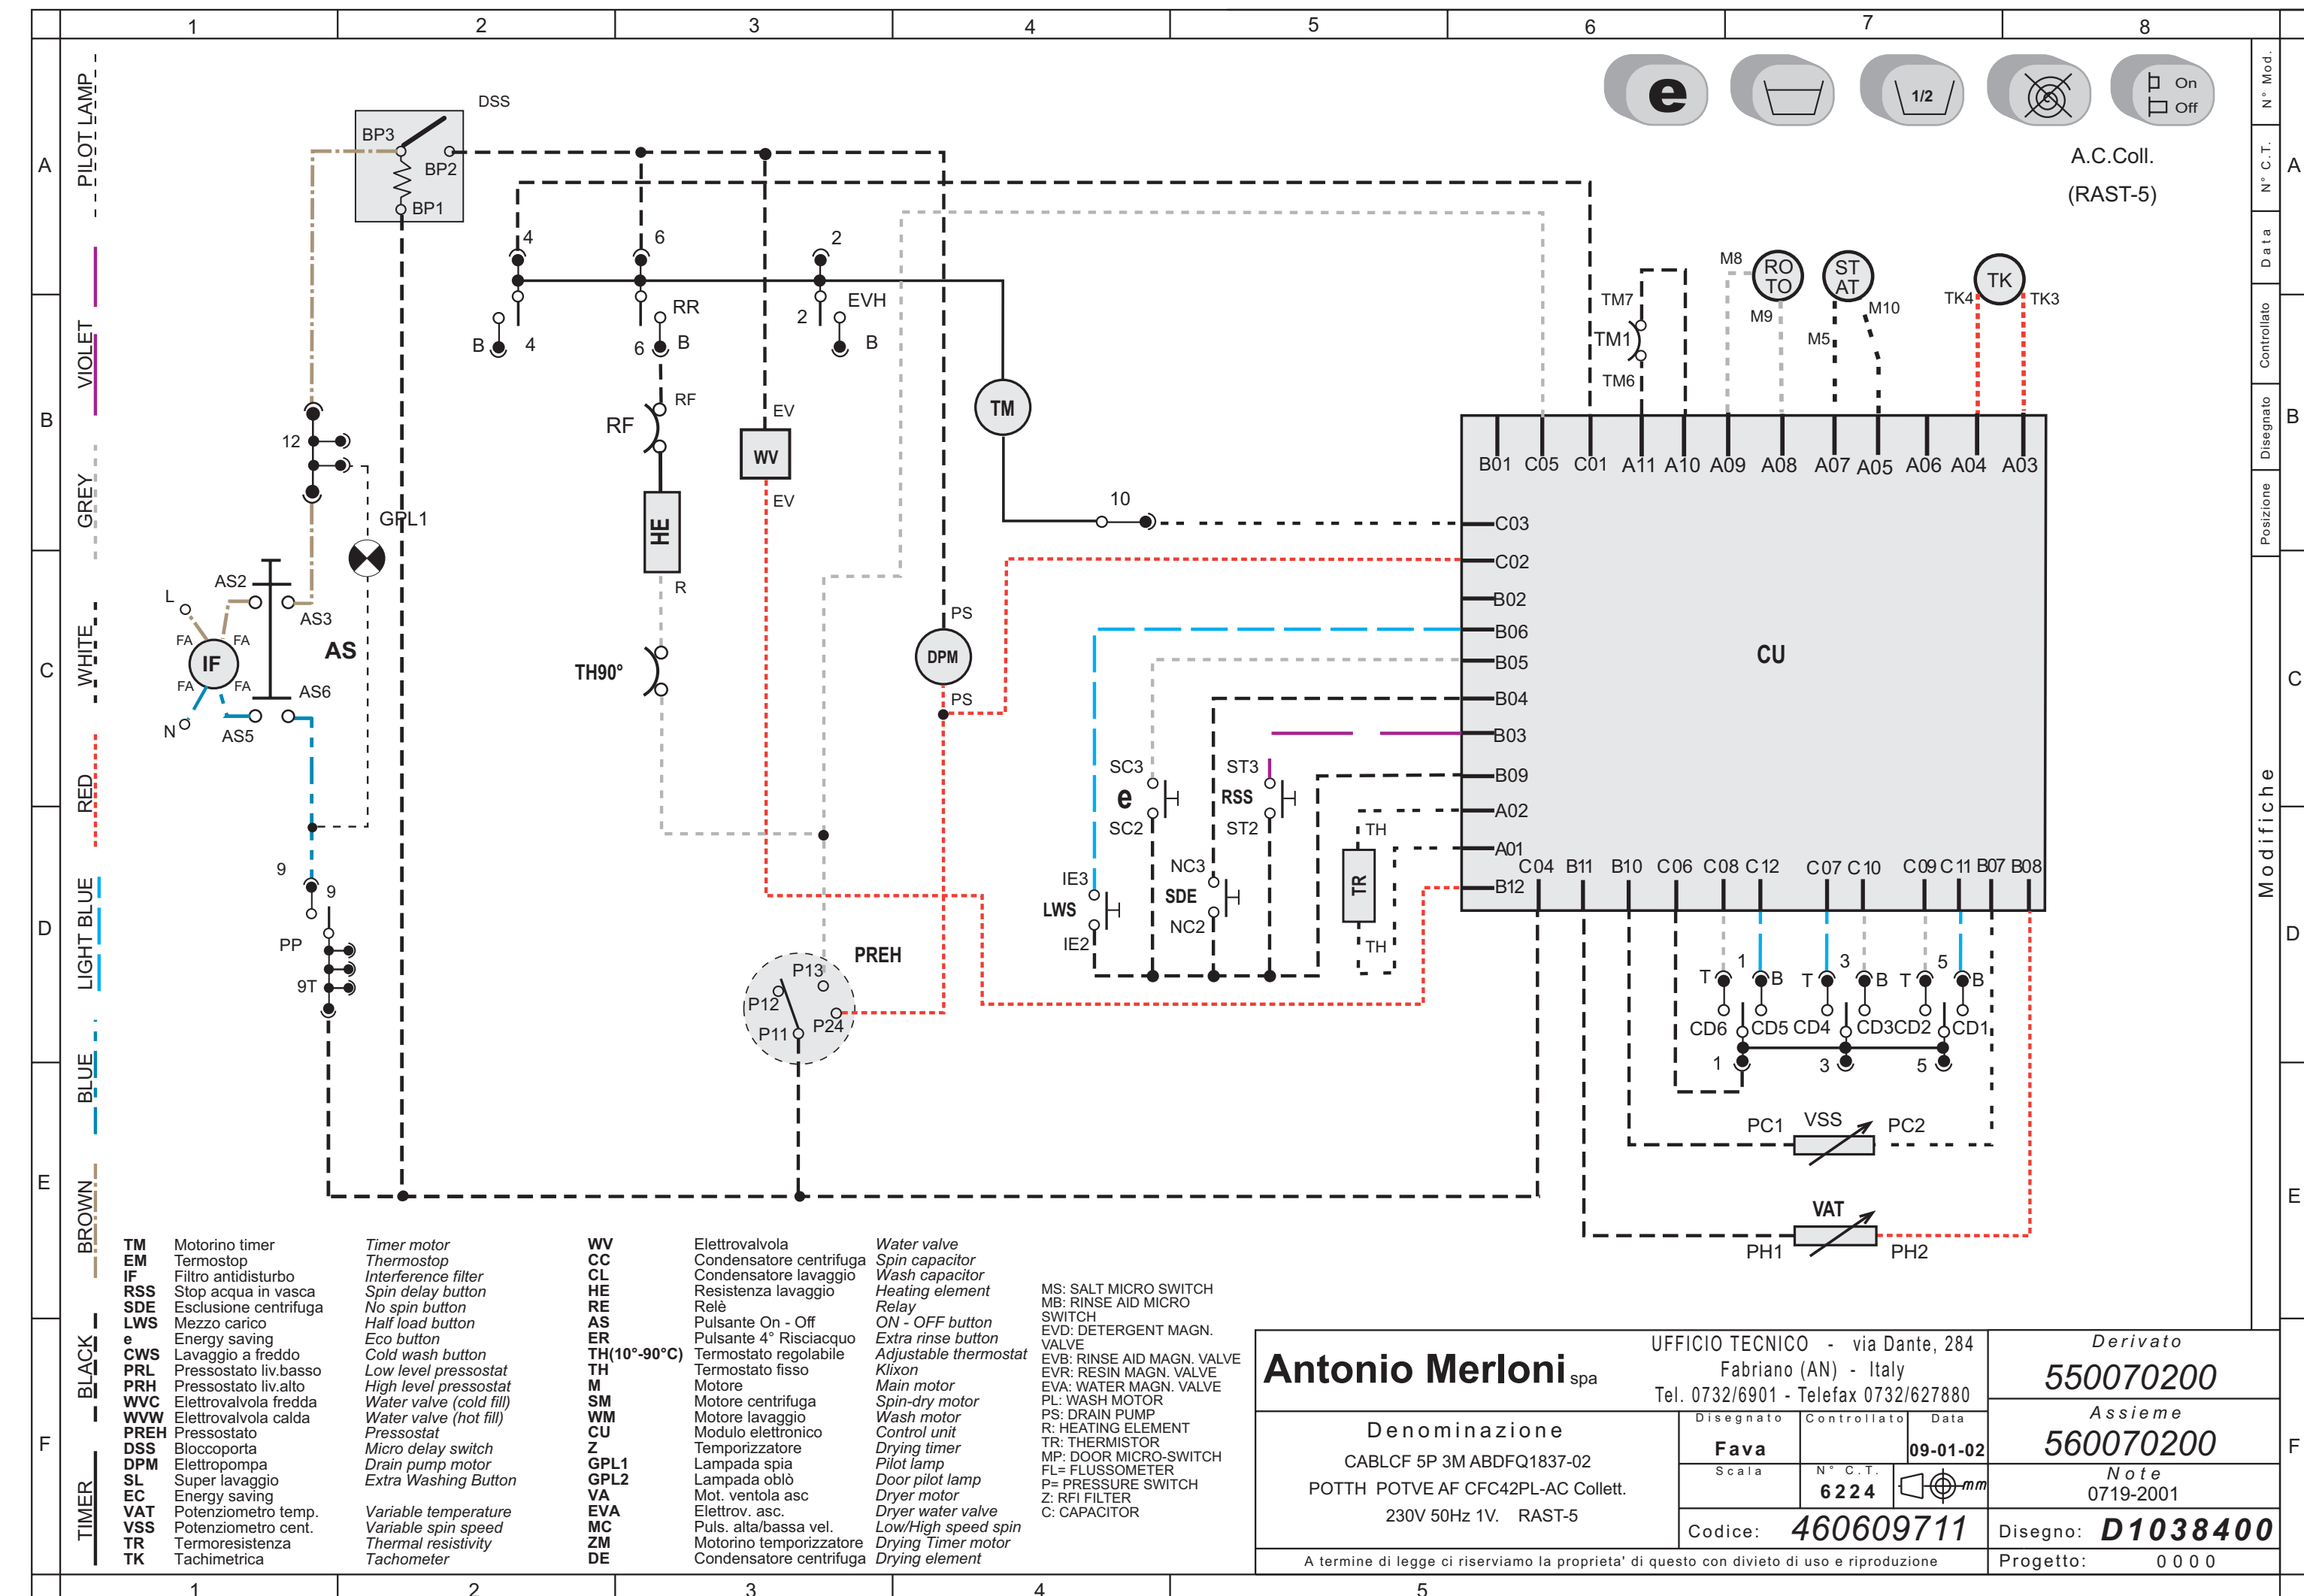 1 2 3 4 5 6 7 8
A
B
C
D
E
F
PILOT LAMP
VIOLET
GREY
WHITE
RED
LIGHT BLUE
BLUE
BROWN
BLACK
TIMER
DSS
BP3
BP2
BP1
e
1/2
On
Off
A.C.Coll.
(RAST-5)
N° Mod.
N° C.T.
Data
Controllato
Disegnato
Posizione
Modifiche
A
B
C
D
E
F
4 6 2
RR EVH
B 4 6 B 2 B
RF RF
EV
WV
EV
TM
HE
R
TH90°
10
12
GPL1
L
AS2
AS3
FA FA
IF
FA FA
AS
AS6
N
AS5
9
9
PP
9T
PS
DPM
PS
PREH
P13
P12
P11
P24
M8
RO
TO
M9
ST
AT
M10
M5
TK
TK4
TK3
TM7
TM1
TM6
B01 C05 C01 A11 A10 A09 A08 A07 A05 A06 A04 A03
C03
C02
B02
B06
B05
B04
B03
B09
A02
A01
B12
CU
C04 B11 B10 C06 C08 C12 C07 C10 C09 C11 B07 B08
SC3
e
SC2
ST3
RSS
ST2
IE3
LWS
IE2
NC3
SDE
NC2
TH
TR
TH
T 1 B T 3 B T 5 B
CD6 CD5 CD4 CD3 CD2 CD1
1 3 5
PC1 VSS PC2
VAT
PH1 PH2
TM Motorino timer Timer motor
EM Termostop Thermostop
IF Filtro antidisturbo Interference filter
RSS Stop acqua in vasca Spin delay button
SDE Esclusione centrifuga No spin button
LWS Mezzo carico Half load button
e Energy saving Eco button
CWS Lavaggio a freddo Cold wash button
PRL Pressostato liv.basso Low level pressostat
PRH Pressostato liv.alto High level pressostat
WVC Elettrovalvola fredda Water valve (cold fill)
WVW Elettrovalvola calda Water valve (hot fill)
PREH Pressostato Pressostat
DSS Bloccoporta Micro delay switch
DPM Elettropompa Drain pump motor
SL Super lavaggio Extra Washing Button
EC Energy saving
VAT Potenziometro temp. Variable temperature
VSS Potenziometro cent. Variable spin speed
TR Termoresistenza Thermal resistivity
TK Tachimetrica Tachometer
WV Elettrovalvola Water valve
CC Condensatore centrifuga Spin capacitor
CL Condensatore lavaggio Wash capacitor
HE Resistenza lavaggio Heating element
RE Relè Relay
AS Pulsante On - Off ON - OFF button
ER Pulsante 4° Risciacquo Extra rinse button
TH(10°-90°C) Termostato regolabile Adjustable thermostat
TH Termostato fisso Klixon
M Motore Main motor
SM Motore centrifuga Spin-dry motor
WM Motore lavaggio Wash motor
CU Modulo elettronico Control unit
Z Temporizzatore Drying timer
GPL1 Lampada spia Pilot lamp
GPL2 Lampada oblò Door pilot lamp
VA Mot. ventola asc Dryer motor
EVA Elettrov. asc. Dryer water valve
MC Puls. alta/bassa vel. Low/High speed spin
ZM Motorino temporizzatore Drying Timer motor
DE Condensatore centrifuga Drying element
MS: SALT MICRO SWITCH
MB: RINSE AID MICRO
SWITCH
EVD: DETERGENT MAGN.
VALVE
EVB: RINSE AID MAGN. VALVE
EVR: RESIN MAGN. VALVE
EVA: WATER MAGN. VALVE
PL: WASH MOTOR
PS: DRAIN PUMP
R: HEATING ELEMENT
TR: THERMISTOR
MP: DOOR MICRO-SWITCH
FL= FLUSSOMETER
P= PRESSURE SWITCH
Z: RFI FILTER
C: CAPACITOR
Antonio Merloni spa
UFFICIO TECNICO - via Dante, 284
Fabriano (AN) - Italy
Tel. 0732/6901 - Telefax 0732/627880
Derivato
550070200
Assieme
560070200
Note
0719-2001
Denominazione
CABLCF 5P 3M ABDFQ1837-02
POTTH POTVE AF CFC42PL-AC Collett.
230V 50Hz 1V. RAST-5
Disegnato Controllato Data
Fava 09-01-02
Scala N° C.T.
6224 mm
Codice: 460609711
Disegno: D1038400
A termine di legge ci riserviamo la proprieta' di questo con divieto di uso e riproduzione
Progetto: 0000
1 2 3 4 5